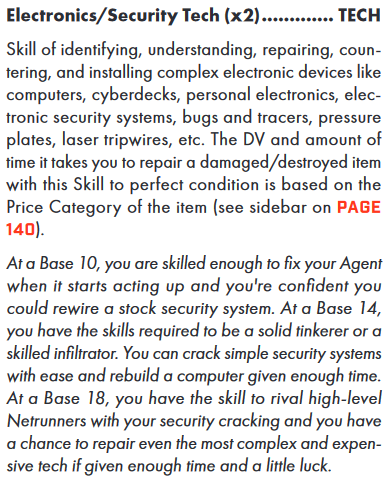 Electronics/Security Tech (x2)............. TECH
Skill of identifying, understanding, repairing, coun-
tering, and installing complex electronic devices like
computers, cyberdecks, personal electronics, elec-
tronic security systems, bugs and tracers, pressure
plates, laser tripwires, etc. The DV and amount of
time it takes you to repair a damaged/destroyed item
with this Skill to perfect condition is based on the
Price Category of the item (see sidebar on PAGE
140).
At a Base 10, you are skilled enough to fix your Agent
when it starts acting up and you're confident you
could rewire a stock security system. At a Base 14,
you have the skills required to be a solid tinkerer or a
skilled infiltrator. You can crack simple security systems
with ease and rebuild a computer given enough time.
At a Base 18, you have the skill to rival high-level
Netrunners with your security cracking and you have
a chance to repair even the most complex and expen-
sive tech if given enough time and a little luck.